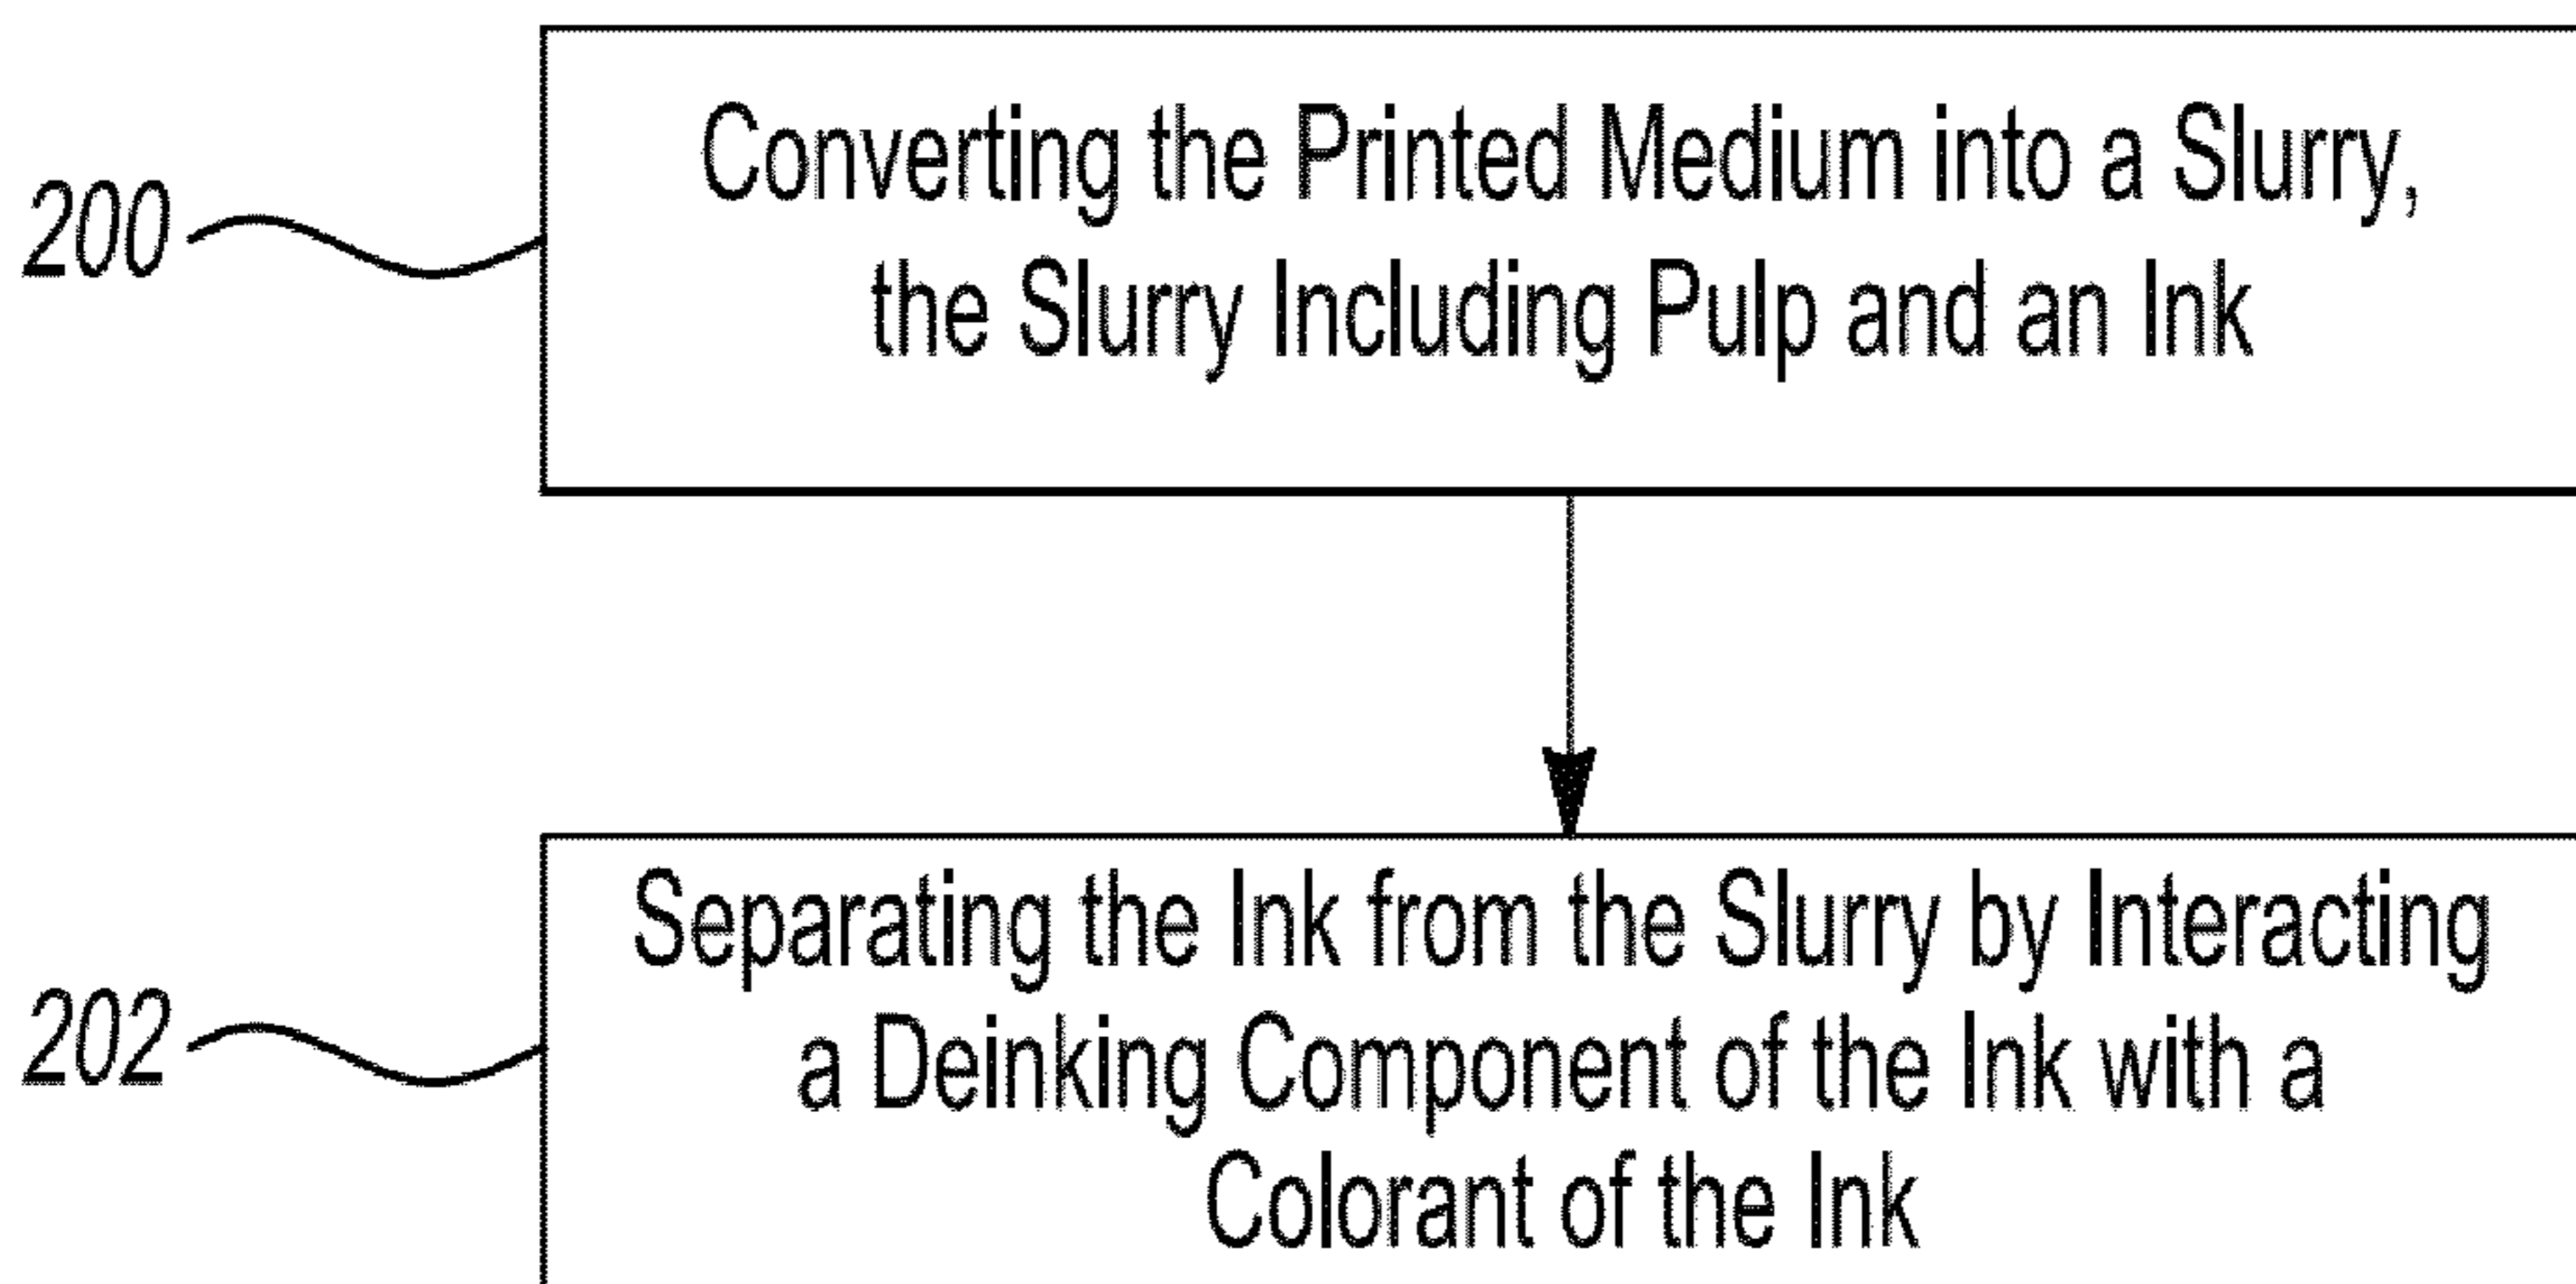 200
Converting the Printed Medium into a Slurry,
the Slurry Including Pulp and an Ink
202
Separating the Ink from the Slurry by Interacting
a Deinking Component of the Ink with a
Colorant of the Ink